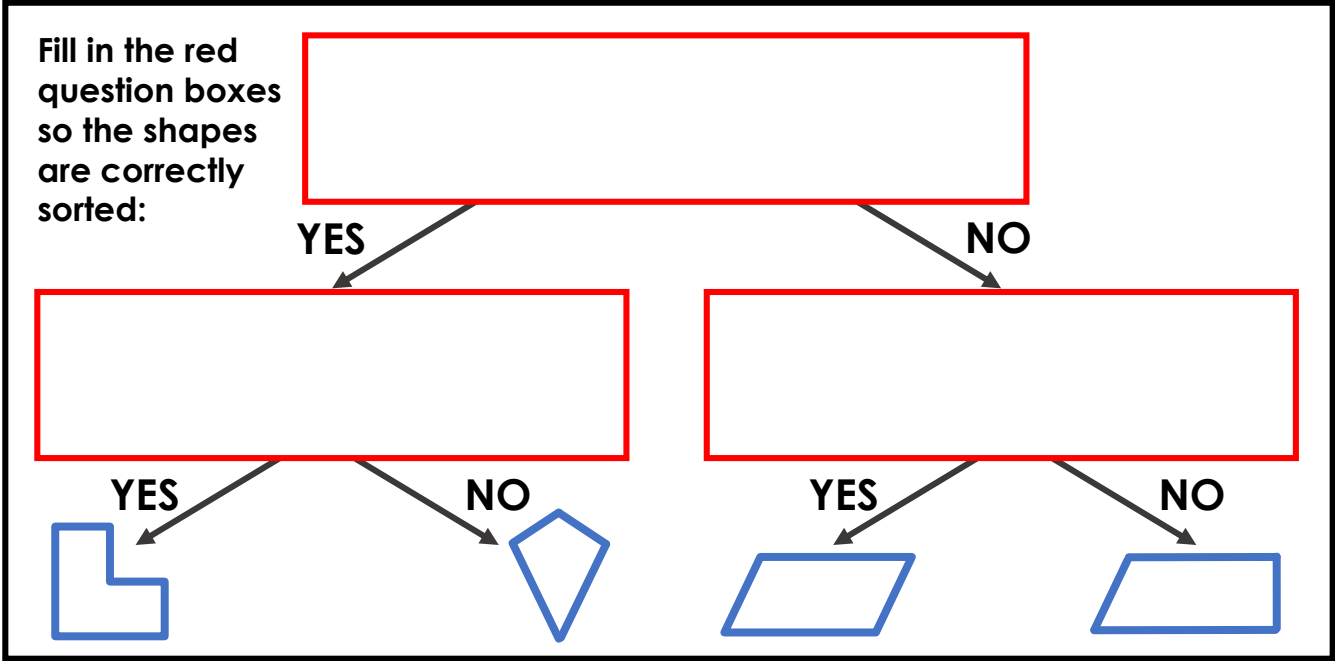 Fill in the red
question boxes
so the shapes
are correctly
sorted:
YES
NO
YES
NO
YES
NO